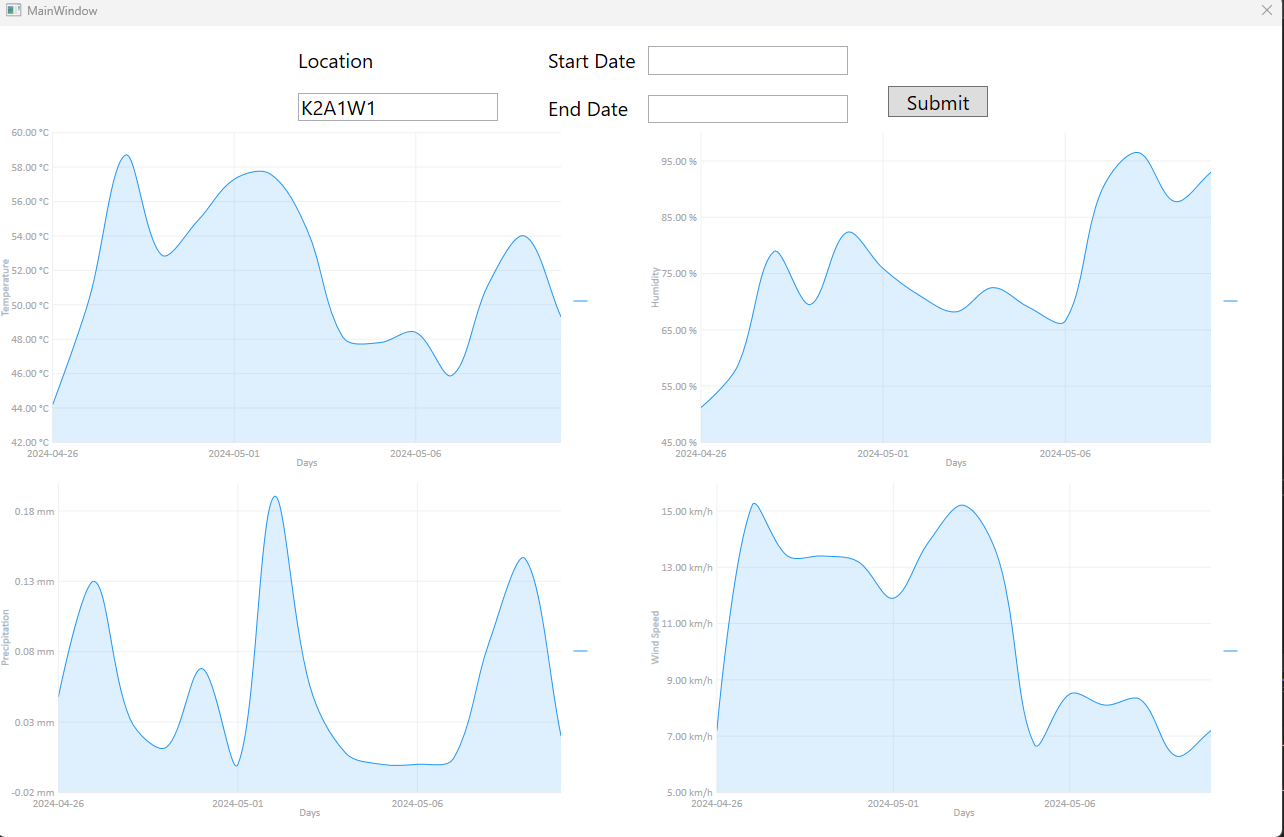 MainWindow
Location
Start Date
K2A1W1
End Date
Submit
60.00 °C
58.00 °C
56.00 °C
54.00 °C
52.00 °C
50.00 °C
48.00 °C
46.00 °C
44.00 °C
42.00 °C
Temperature
2024-04-26 2024-05-01 2024-05-06
Days
95.00 %
85.00 %
75.00 %
65.00 %
55.00 %
45.00 %
Humidity
2024-04-26 2024-05-01 2024-05-06
Days
0.18 mm
0.13 mm
0.08 mm
0.03 mm
-0.02 mm
Precipitation
2024-04-26 2024-05-01 2024-05-06
Days
15.00 km/h
13.00 km/h
11.00 km/h
9.00 km/h
7.00 km/h
5.00 km/h
Wind Speed
2024-04-26 2024-05-01 2024-05-06
Days